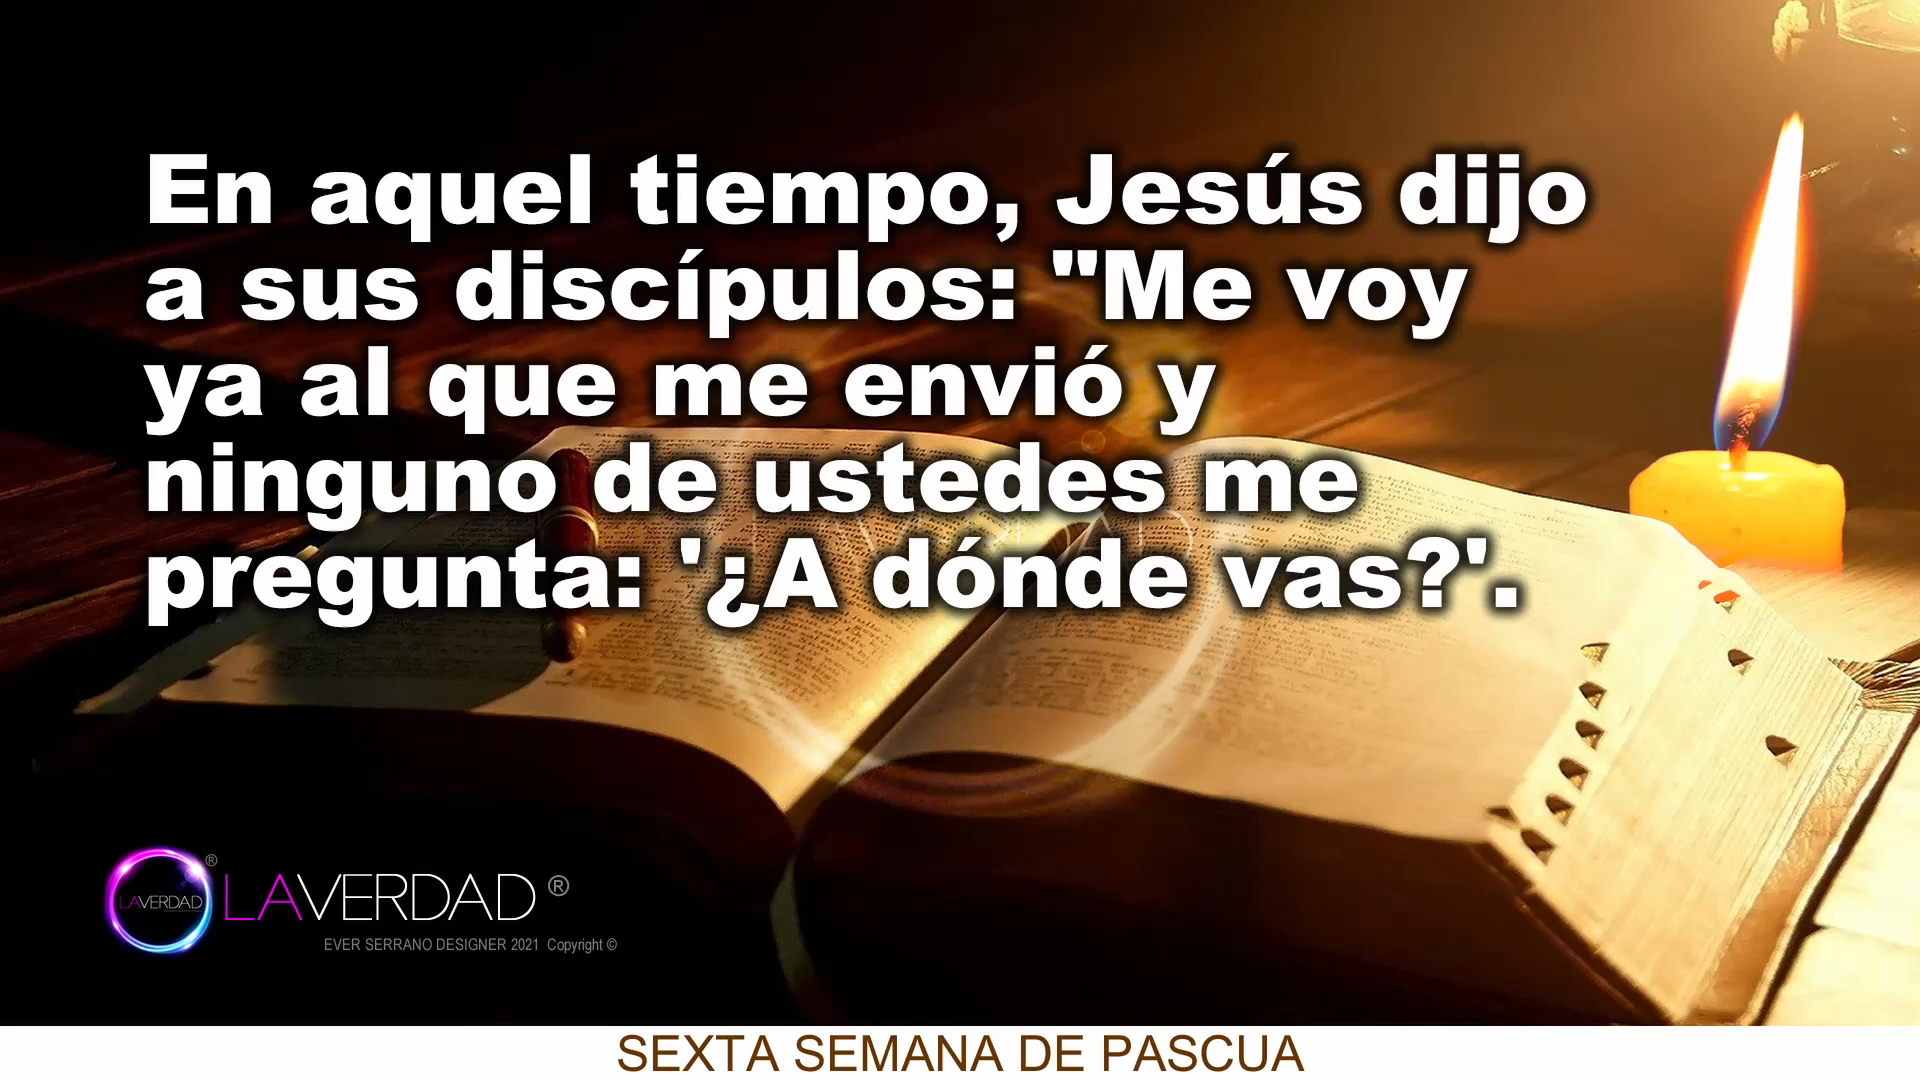 En aquel tiempo, Jesús dijo
a sus discípulos: "Me voy
ya al que me envió y
ninguno de ustedes me
pregunta: '¿A dónde vas?'.
LAVERDAD ®
LAVERDAD ®
EVER SERRANO DESIGNER 2021 Copyright ©
SEXTA SEMANA DE PASCUA